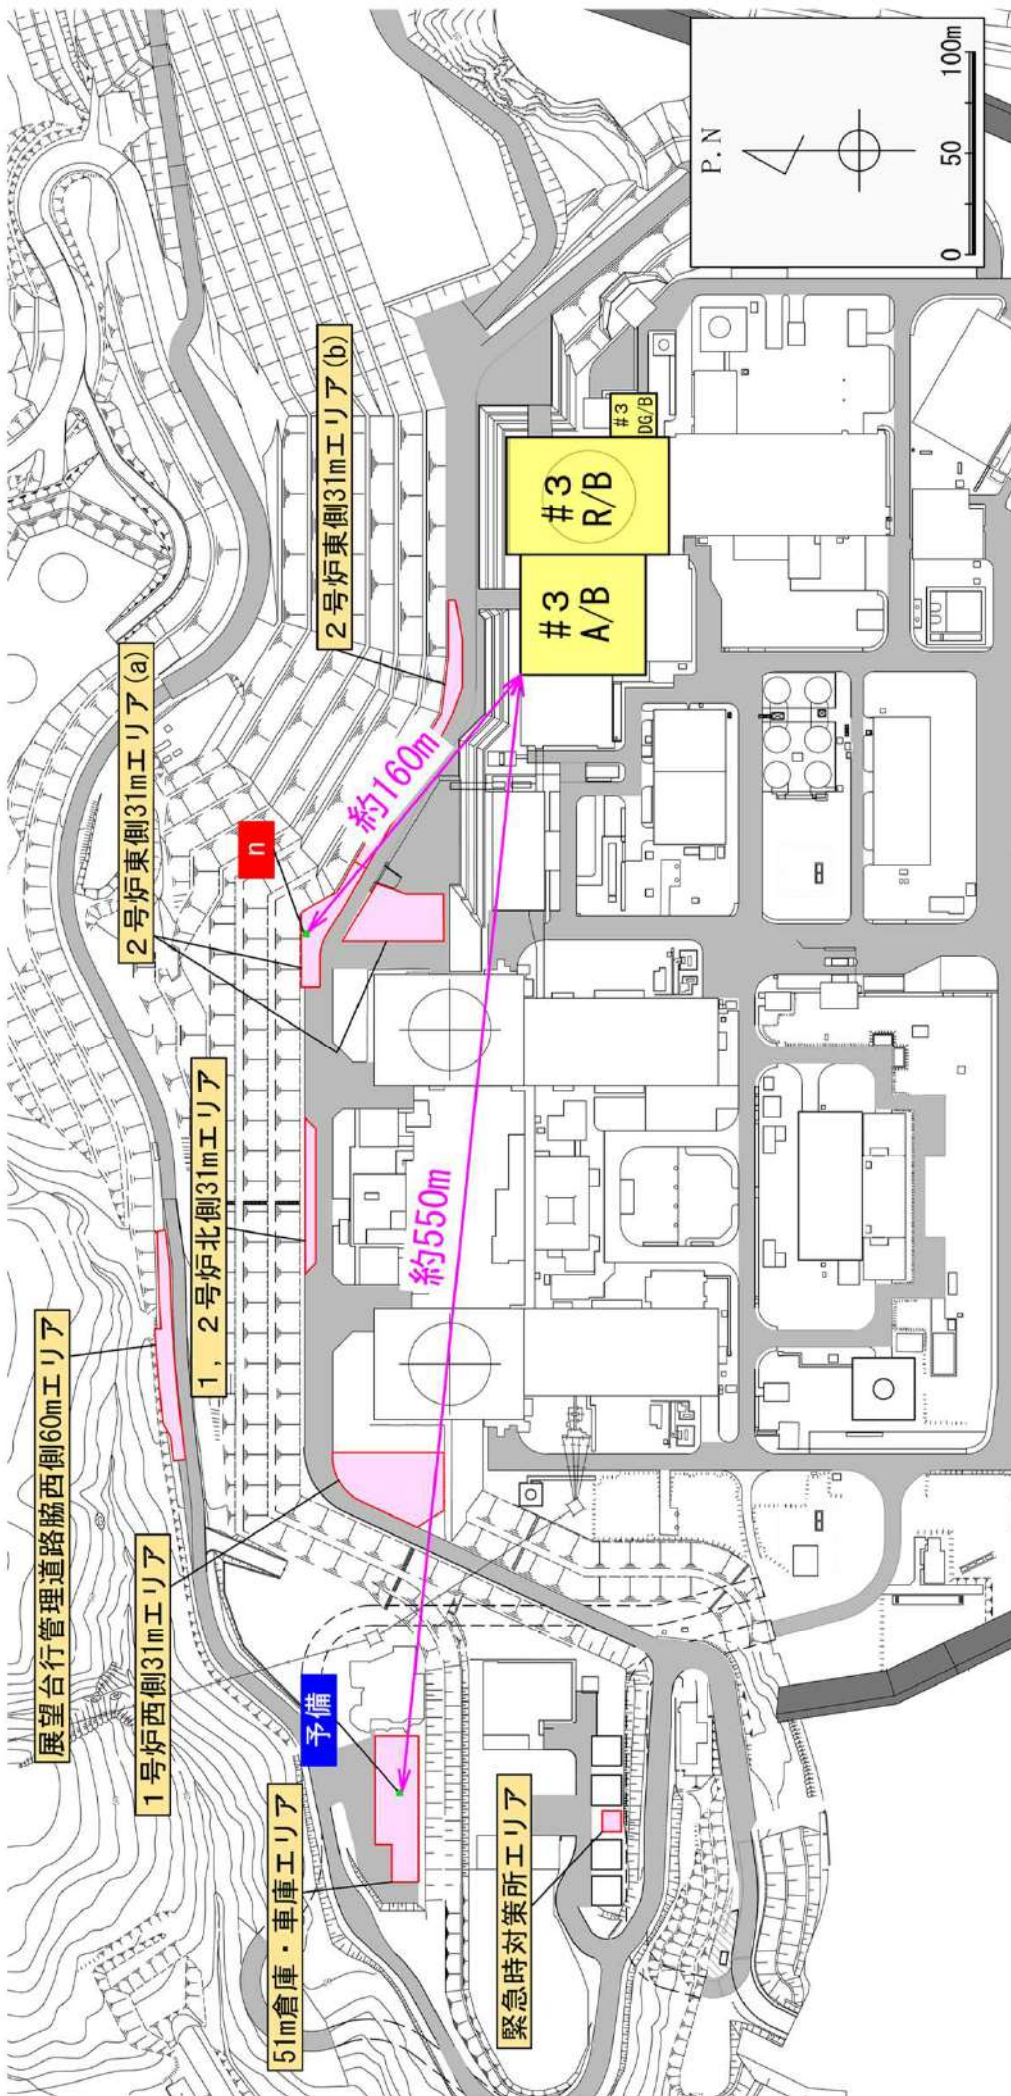 展望台行管理道路脇西側60mエリア
1号炉西側31mエリア
1，2号炉北側31mエリア
2号炉東側31mエリア(a)
2号炉東側31mエリア(b)
51m倉庫・車庫エリア
予備
n
約160m
約550m
緊急時対策所エリア
#3
A/B
#3
R/B
#3
DG/B
P.N
0 50 100m